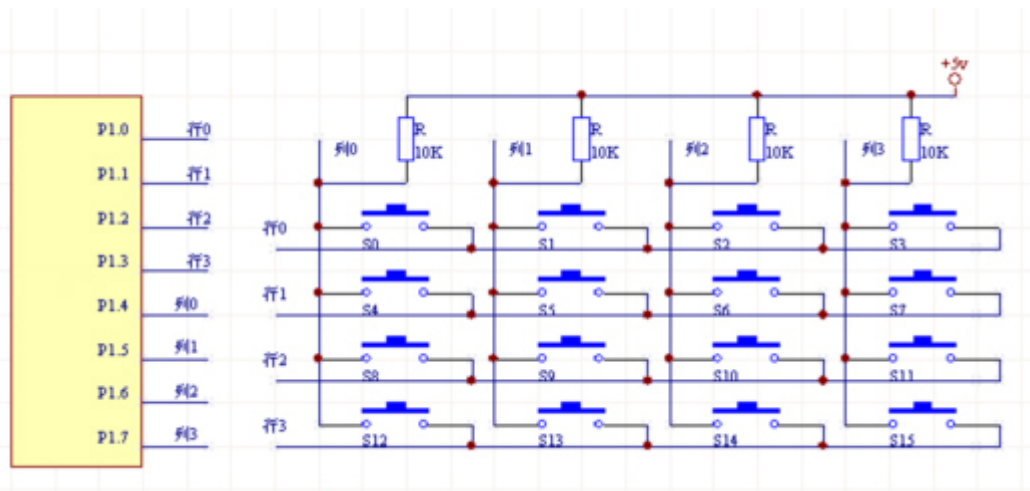 +5v
P1.0 行0
列0 R 10K
列1 R 10K
列2 R 10K
列3 R 10K
P1.1 行1
P1.2 行2
行0 S0 S1 S2 S3
P1.3 行3
行1 S4 S5 S6 S7
P1.4 列0
P1.5 列1
行2 S8 S9 S10 S11
P1.6 列2
P1.7 列3
行3 S12 S13 S14 S15